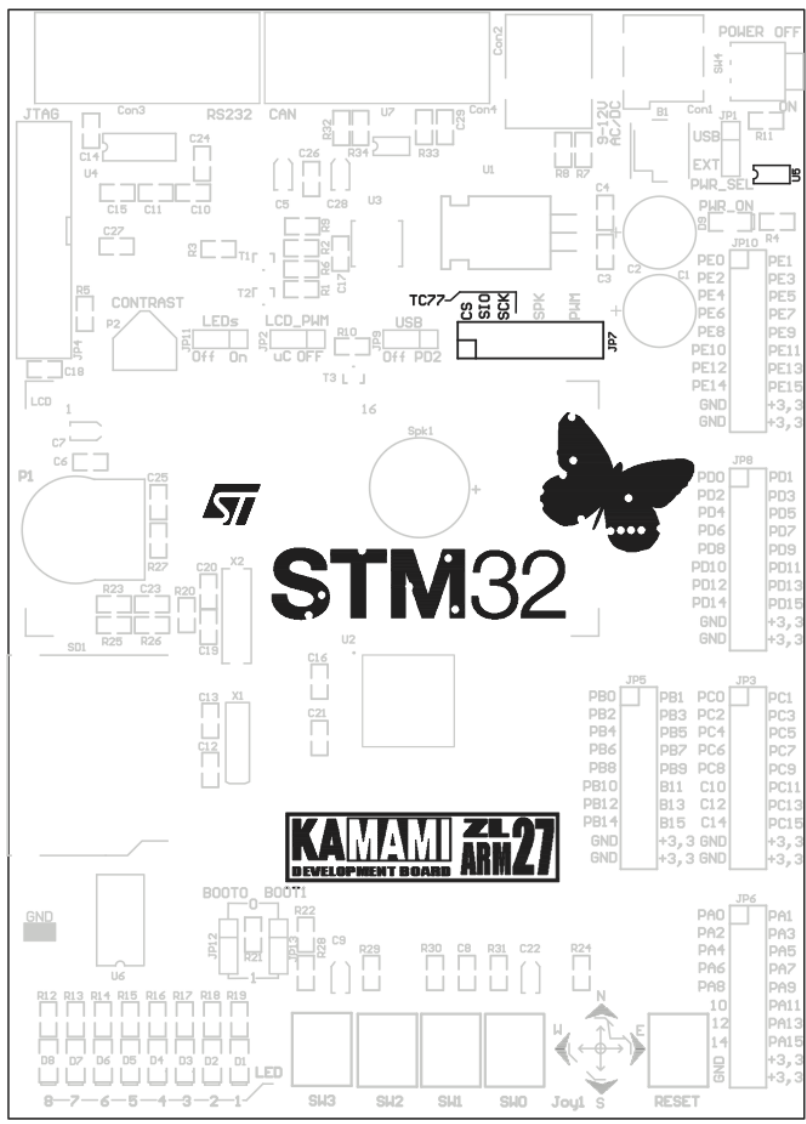 POWER OFF
SW4
Con2
Con3 RS232 CAN Con4
9-12V AC/DC
B1
Con1
ON
JTAG
JP1
USB
R11
C14
U4
C24
R32
R34
U7
R33
C29
R8
R7
EXT
U5
PWR_SEL
C15
C11
C10
C5
C26
C28
U3
U1
C4
PWR_ON
D9
R4
C27
R3
T1
R9
R2
R6
R1
C17
C3
C2
C1
T2
R5
CONTRAST
P2
LEDs
JP11
Off On
LCD_PWM
JP2
uC OFF
R10
T3
USB
JP9
Off PD2
TC77
CS
SIO
SCK
SPK
PWM
JP7
JP4
C18
LCD
1
16
JP10
PE0 PE1
PE2 PE3
PE4 PE5
PE6 PE7
PE8 PE9
PE10 PE11
PE12 PE13
PE14 PE15
GND +3,3
GND +3,3
C7
C6
P1
C25
R27
Spk1
ST
STM32
JP8
PD0 PD1
PD2 PD3
PD4 PD5
PD6 PD7
PD8 PD9
PD10 PD11
PD12 PD13
PD14 PD15
GND +3,3
GND +3,3
R23
C23
R20
C20
X2
R25
R26
C19
SD1
U2
C16
C13
X1
C21
C12
JP5
PB0 PB1
PB2 PB3
PB4 PB5
PB6 PB7
PB8 PB9
PB10 B11
PB12 B13
PB14 B15
GND +3,3
GND +3,3
JP3
PC0 PC1
PC2 PC3
PC4 PC5
PC6 PC7
PC8 PC9
C10 PC11
C12 PC13
C14 PC15
GND +3,3
GND +3,3
KAMAMI
DEVELOPMENT BOARD
ZL
ARM27
GND
U6
BOOT0 BOOT1
0
JP12
R21
JP13
1
R22
R28
C9
R29
R30
C8
R31
C22
R24
JP6
PA0 PA1
PA2 PA3
PA4 PA5
PA6 PA7
PA8 PA9
10 PA11
12 PA13
14 PA15
+3,3
GND +3,3
R12 R13 R14 R15 R16 R17 R18 R19
D8 D7 D6 D5 D4 D3 D2 D1
LED
8 7 6 5 4 3 2 1
SW3 SW2 SW1 SW0
N
W E
Joy1 S
RESET